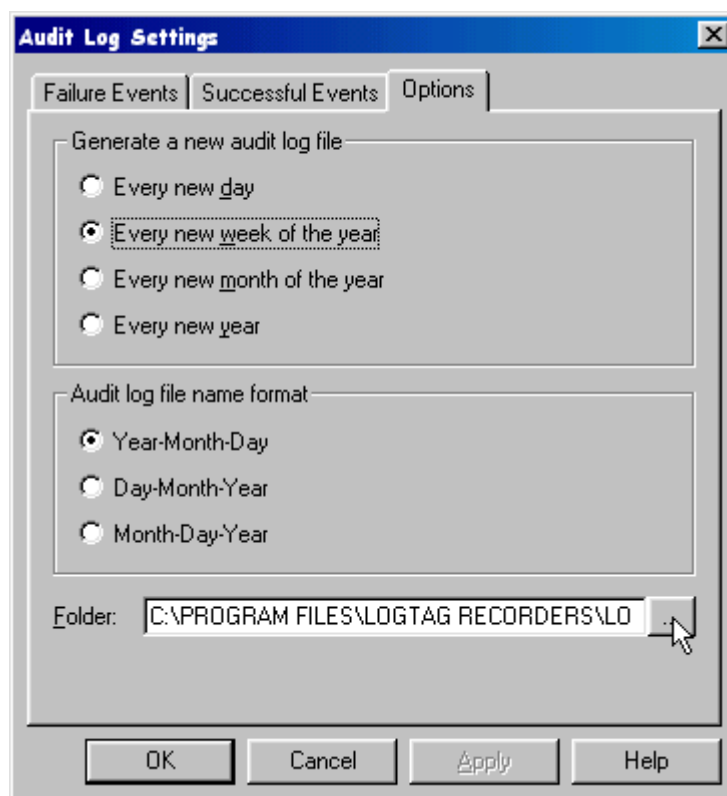 Audit Log Settings
Failure Events Successful Events Options
Generate a new audit log file
Every new day
Every new week of the year
Every new month of the year
Every new year
Audit log file name format
Year-Month-Day
Day-Month-Year
Month-Day-Year
Folder: C:\PROGRAM FILES\LOGTAG RECORDERS\LO ...
OK Cancel Apply Help